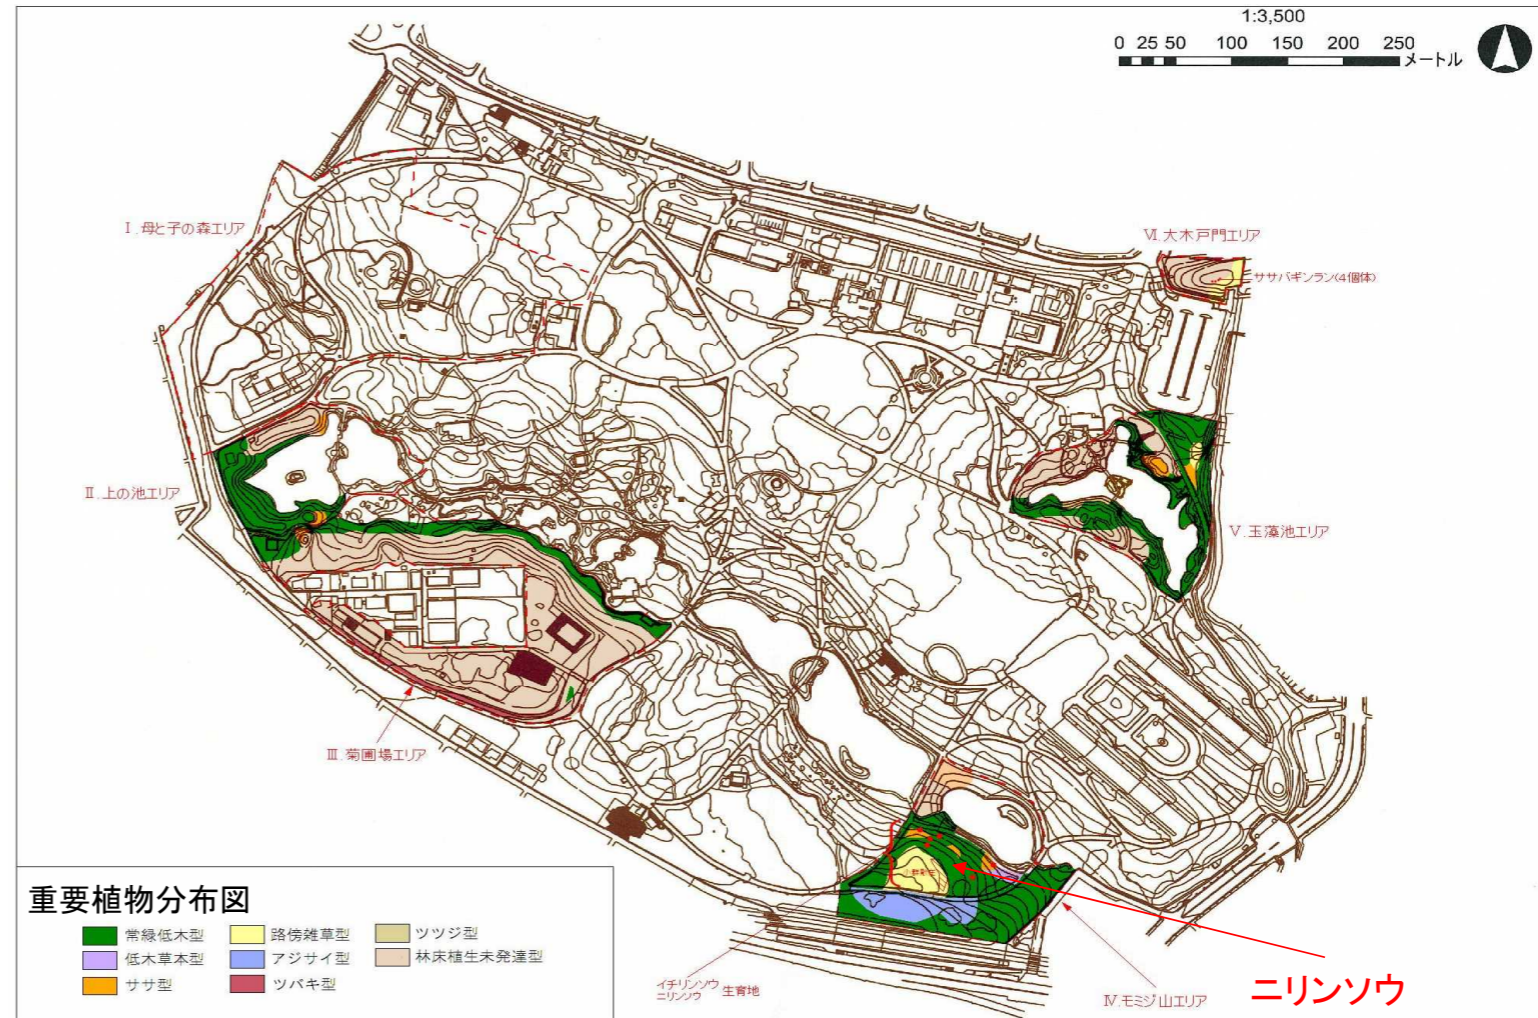 1:3,500
0 25 50 100 150 200 250
メートル
Ⅰ.母と子の森エリア
Ⅵ.大木戸門エリア
ササバギンラン(4個体)
Ⅱ.上の池エリア
Ⅴ.玉藻池エリア
Ⅲ.菊圃場エリア
重要植物分布図
常緑低木型
路傍雑草型
ツツジ型
低木草本型
アジサイ型
林床植生未発達型
ササ型
ツバキ型
イチリンソウ
ニリンソウ
生育地
Ⅳ.モミジ山エリア
ニリンソウ